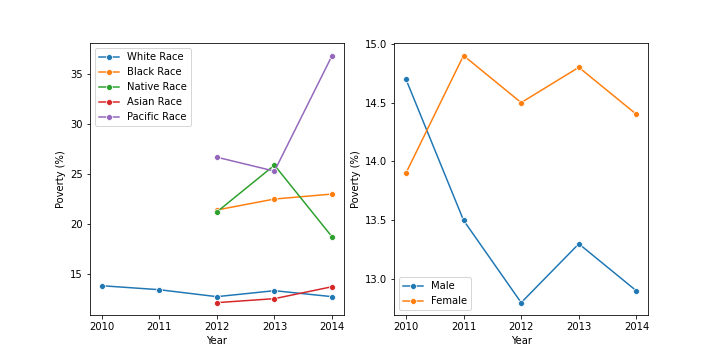 White Race
Black Race
Native Race
Asian Race
Pacific Race
35
30
25
20
15
Poverty (%)
2010 2011 2012 2013 2014
Year
15.0
14.5
14.0
13.5
13.0
Poverty (%)
Male
Female
2010 2011 2012 2013 2014
Year